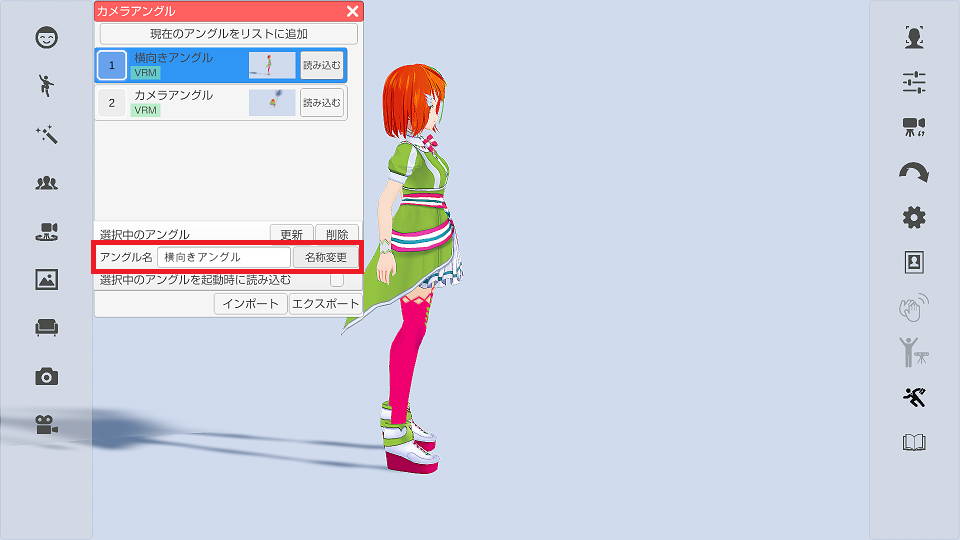 カメラアングル
現在のアングルをリストに追加
1 横向きアングル 読み込む
VRM
2 カメラアングル 読み込む
VRM
選択中のアングル 更新 削除
アングル名 横向きアングル 名称変更
選択中のアングルを起動時に読み込む
インポート エクスポート